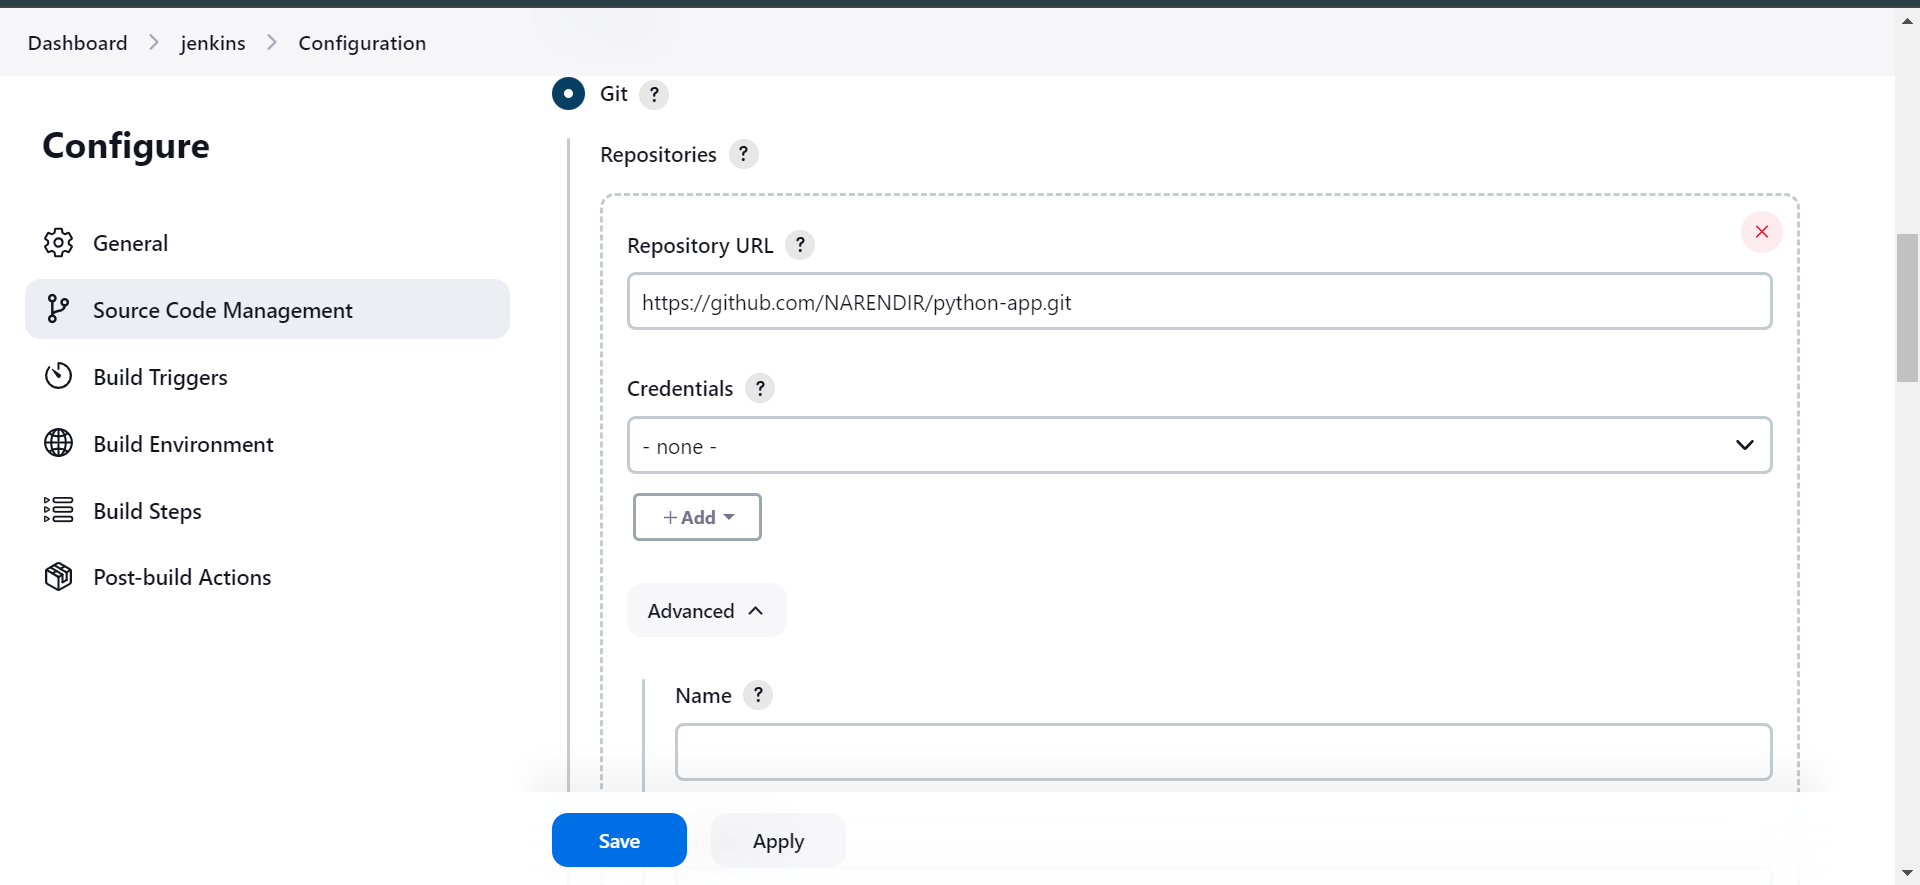 Dashboard > jenkins > Configuration
Git ?
Configure
Repositories ?
General
Repository URL ?
Source Code Management
https://github.com/NARENDIR/python-app.git
Build Triggers
Credentials ?
Build Environment
- none -
Build Steps
+ Add
Post-build Actions
Advanced
Name ?
Save
Apply